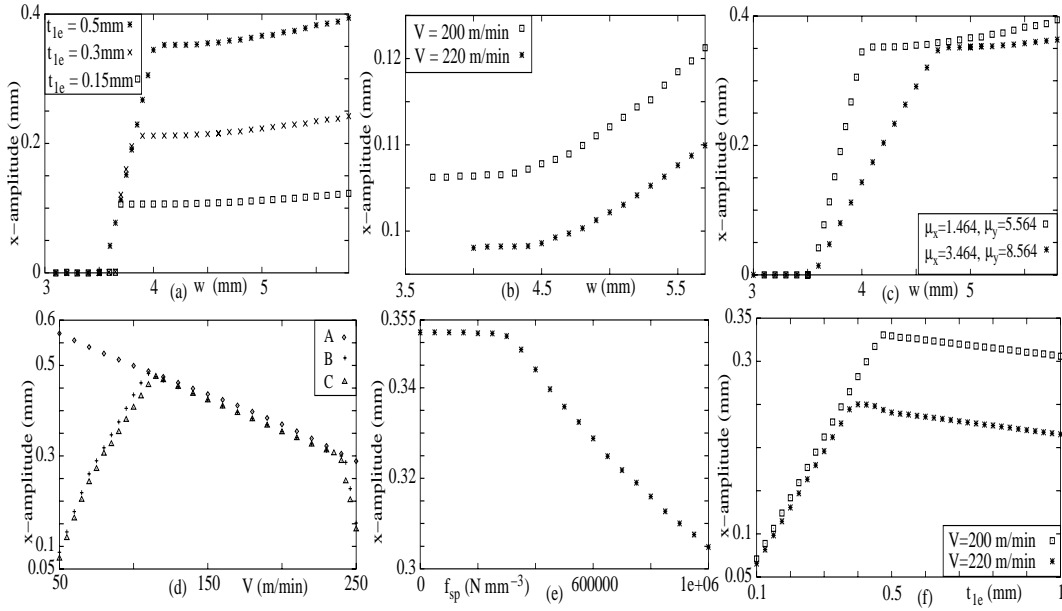 x−amplitude (mm)
0.4
0.2
0
3
4
5
w (mm)
(a)
t1e = 0.5mm
t1e = 0.3mm
t1e = 0.15mm
x−amplitude (mm)
0.12
0.11
0.1
3.5
4.5
5.5
w (mm)
(b)
V = 200 m/min
V = 220 m/min
x−amplitude (mm)
0.4
0.2
0
3
4
5
w (mm)
(c)
μx=1.464, μy=5.564
μx=3.464, μy=8.564
x−amplitude (mm)
0.6
0.5
0.3
0.1
0.05
50
150
250
(d)
V (m/min)
A
B
C
x−amplitude (mm)
0.355
0.35
0.33
0.3
0
600000
1e+06
fsp (N mm−3)
(e)
x−amplitude (mm)
0.35
0.3
0.1
0.05
0.1
0.5
1
(f)
t1e (mm)
V=200 m/min
V=220 m/min